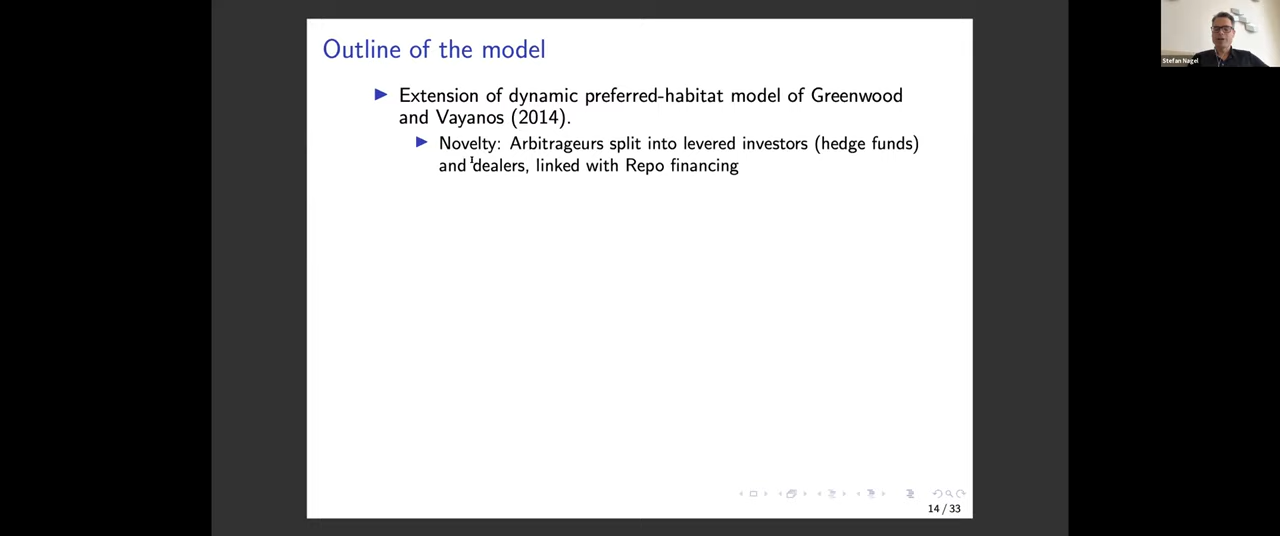 Outline of the model
Extension of dynamic preferred-habitat model of Greenwood
and Vayanos (2014).
Novelty: Arbitrageurs split into levered investors (hedge funds)
and dealers, linked with Repo financing
14 / 33
Stefan Nagel